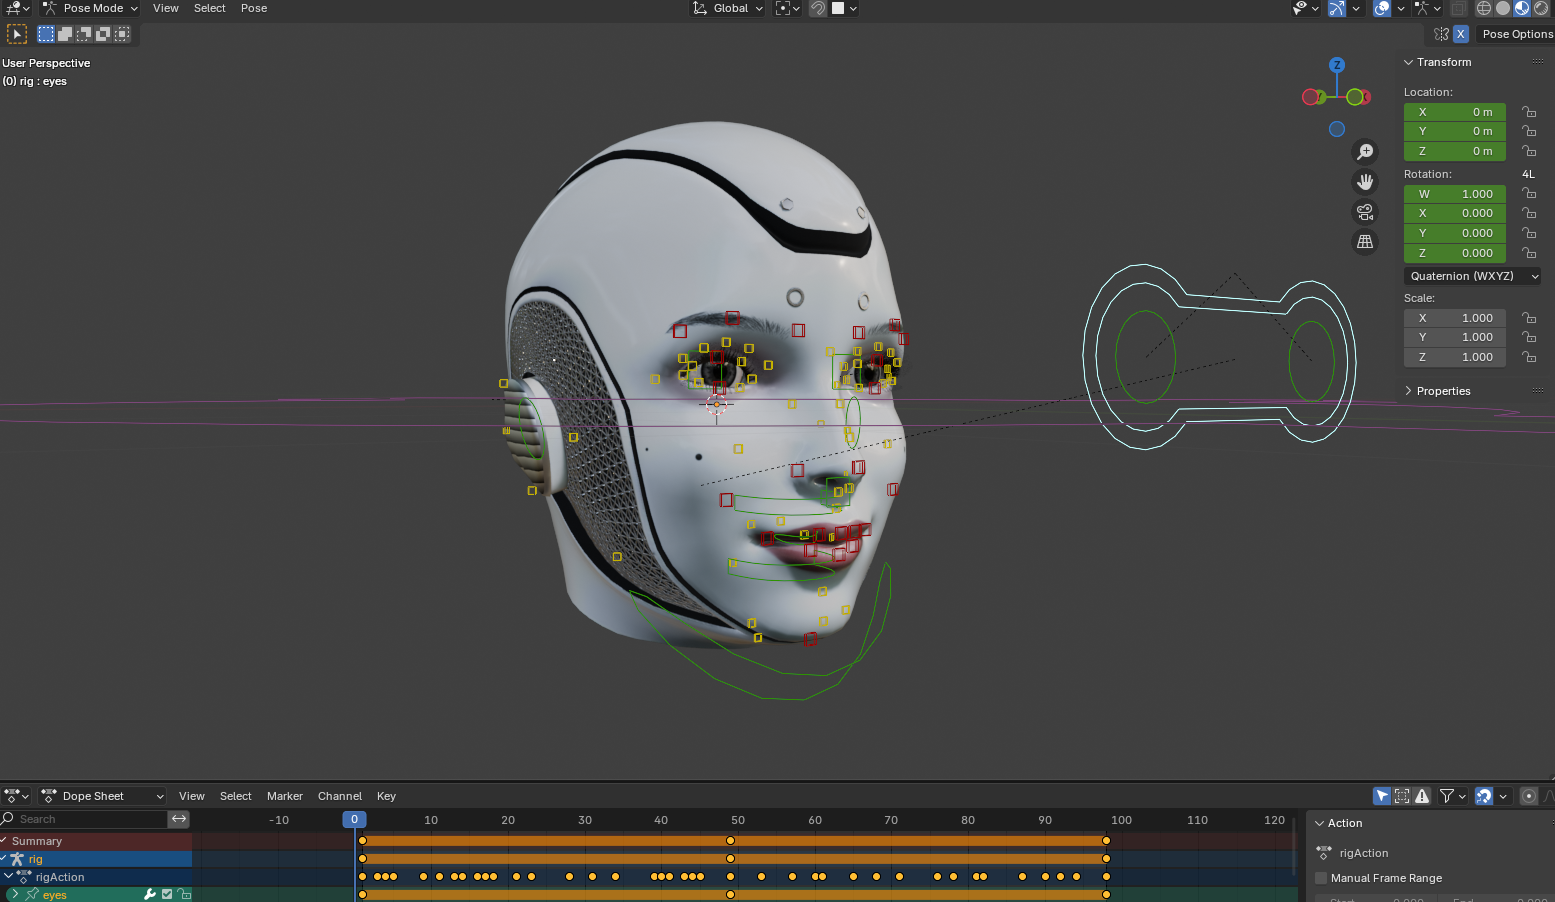 Pose Mode View Select Pose Global
Pose Options
X
User Perspective
(0) rig : eyes
Z
Transform
Location:
X 0 m
Y 0 m
Z 0 m
Rotation: 4L
W 1.000
X 0.000
Y 0.000
Z 0.000
Quaternion (WXYZ)
Scale:
X 1.000
Y 1.000
Z 1.000
Properties
Dope Sheet View Select Marker Channel Key
Search
-10 0 10 20 30 40 50 60 70 80 90 100 110 120
Summary
rig
rigAction
eyes
Action
rigAction
Manual Frame Range